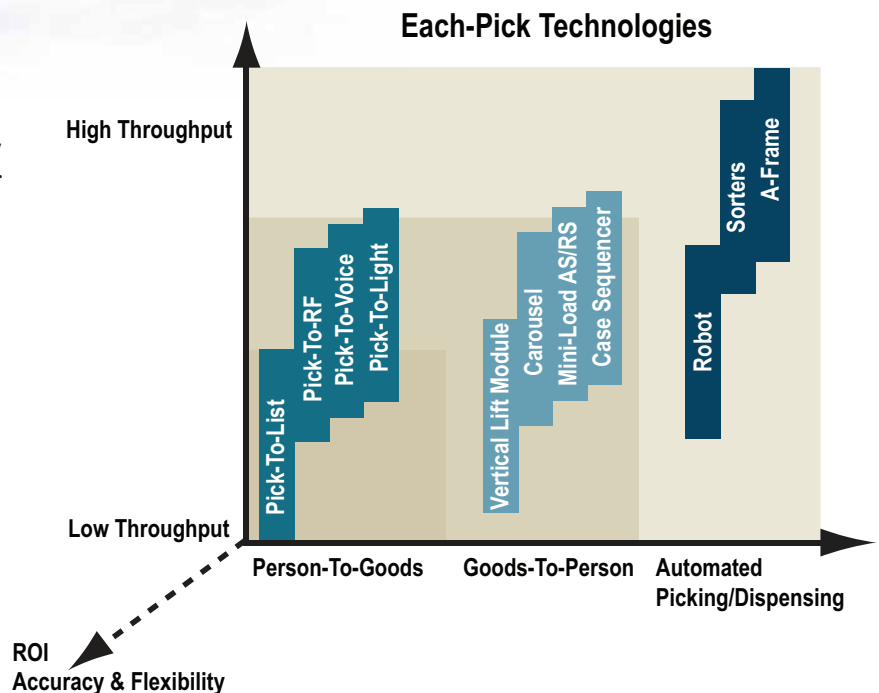 Each-Pick Technologies
High Throughput
Low Throughput
Pick-To-List
Pick-To-RF
Pick-To-Voice
Pick-To-Light
Vertical Lift Module
Carousel
Mini-Load AS/RS
Case Sequencer
Robot
Sorters
A-Frame
Person-To-Goods
Goods-To-Person
Automated
Picking/Dispensing
ROI
Accuracy & Flexibility